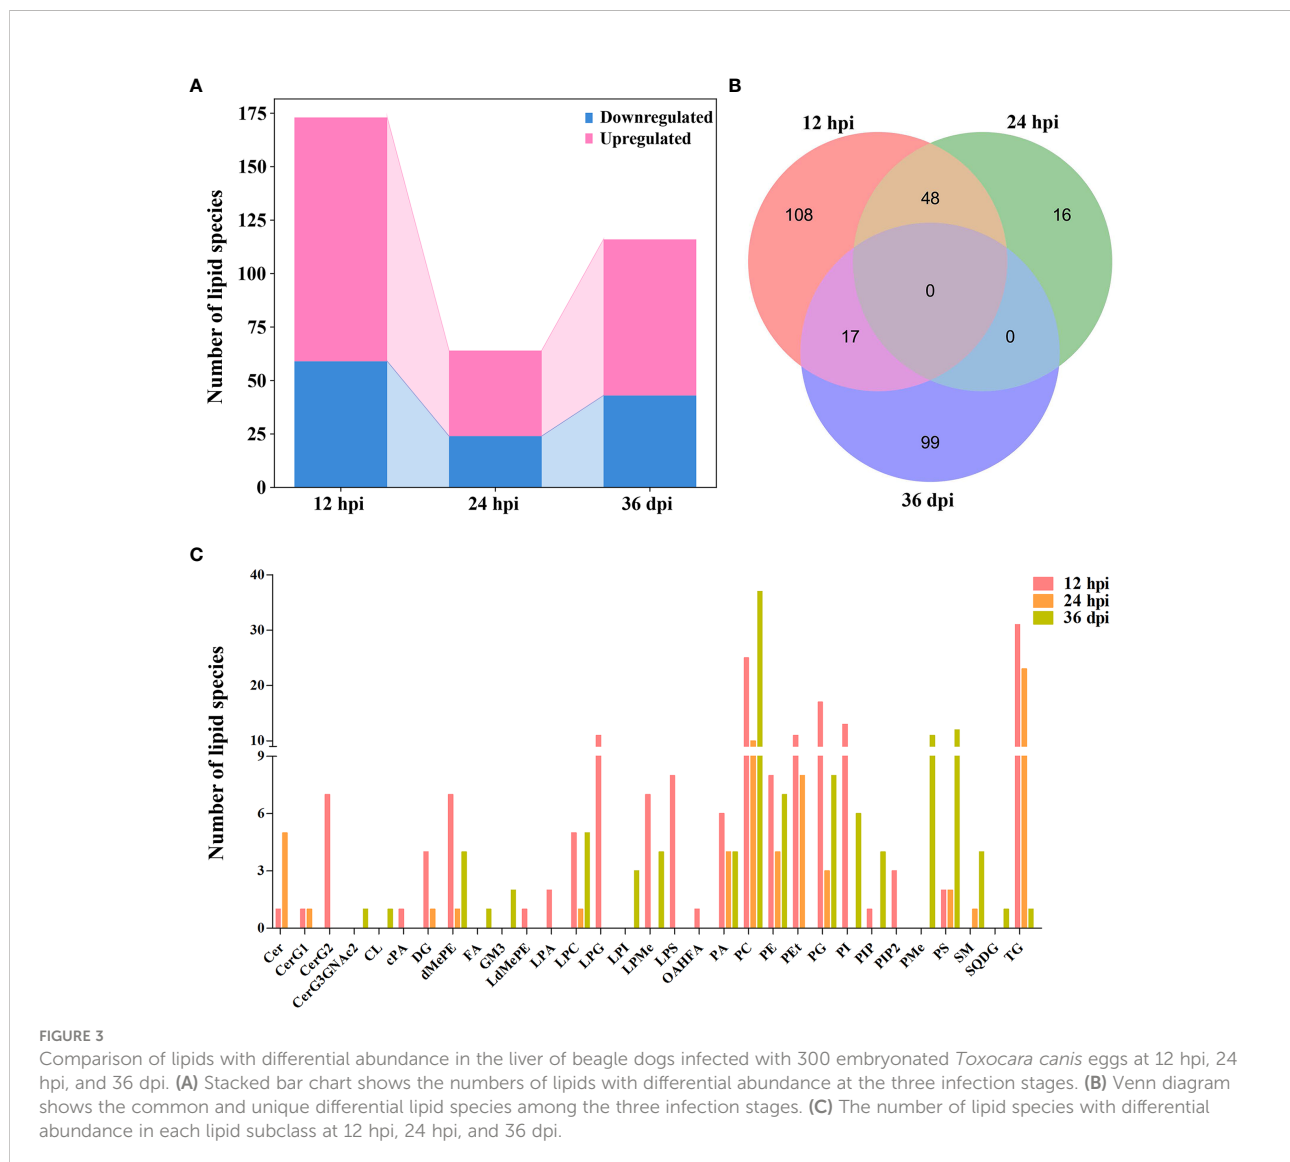 A
B
175
150
125
100
75
50
25
0
Number of lipid species
Downregulated
Upregulated
12 hpi
24 hpi
36 dpi
12 hpi
24 hpi
108
48
16
0
17
0
99
36 dpi
C
40
30
20
10
9
6
3
0
Number of lipid species
12 hpi
24 hpi
36 dpi
Cer
CerG1
CerG2
CerG3GNAc2
CL
cPA
DG
dMePE
FA
GM3
LdMePE
LPA
LPC
LPG
LPI
LPMe
LPS
OAHFA
PA
PC
PE
PEt
PG
PI
PIP
PIP2
PMe
PS
SM
SQDG
TG
FIGURE 3
Comparison of lipids with differential abundance in the liver of beagle dogs infected with 300 embryonated Toxocara canis eggs at 12 hpi, 24
hpi, and 36 dpi. (A) Stacked bar chart shows the numbers of lipids with differential abundance at the three infection stages. (B) Venn diagram
shows the common and unique differential lipid species among the three infection stages. (C) The number of lipid species with differential
abundance in each lipid subclass at 12 hpi, 24 hpi, and 36 dpi.